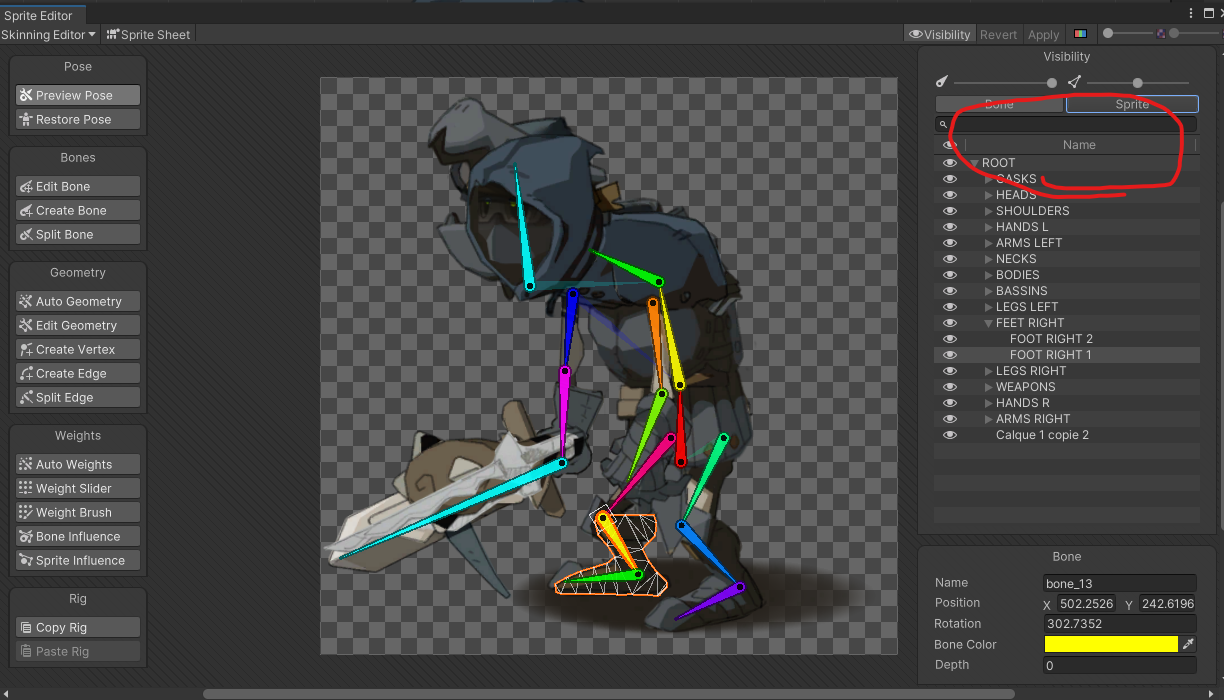 Sprite Editor
Skinning Editor Sprite Sheet Visibility Revert Apply
Pose
Preview Pose
Restore Pose
Bones
Edit Bone
Create Bone
Split Bone
Geometry
Auto Geometry
Edit Geometry
Create Vertex
Create Edge
Split Edge
Weights
Auto Weights
Weight Slider
Weight Brush
Bone Influence
Sprite Influence
Rig
Copy Rig
Paste Rig
Visibility
Bone Sprite
Name
ROOT
CASKS
HEADS
SHOULDERS
HANDS L
ARMS LEFT
NECKS
BODIES
BASSINS
LEGS LEFT
FEET RIGHT
FOOT RIGHT 2
FOOT RIGHT 1
LEGS RIGHT
WEAPONS
HANDS R
ARMS RIGHT
Calque 1 copie 2
Bone
Name bone_13
Position X 502.2526 Y 242.6196
Rotation 302.7352
Bone Color
Depth 0